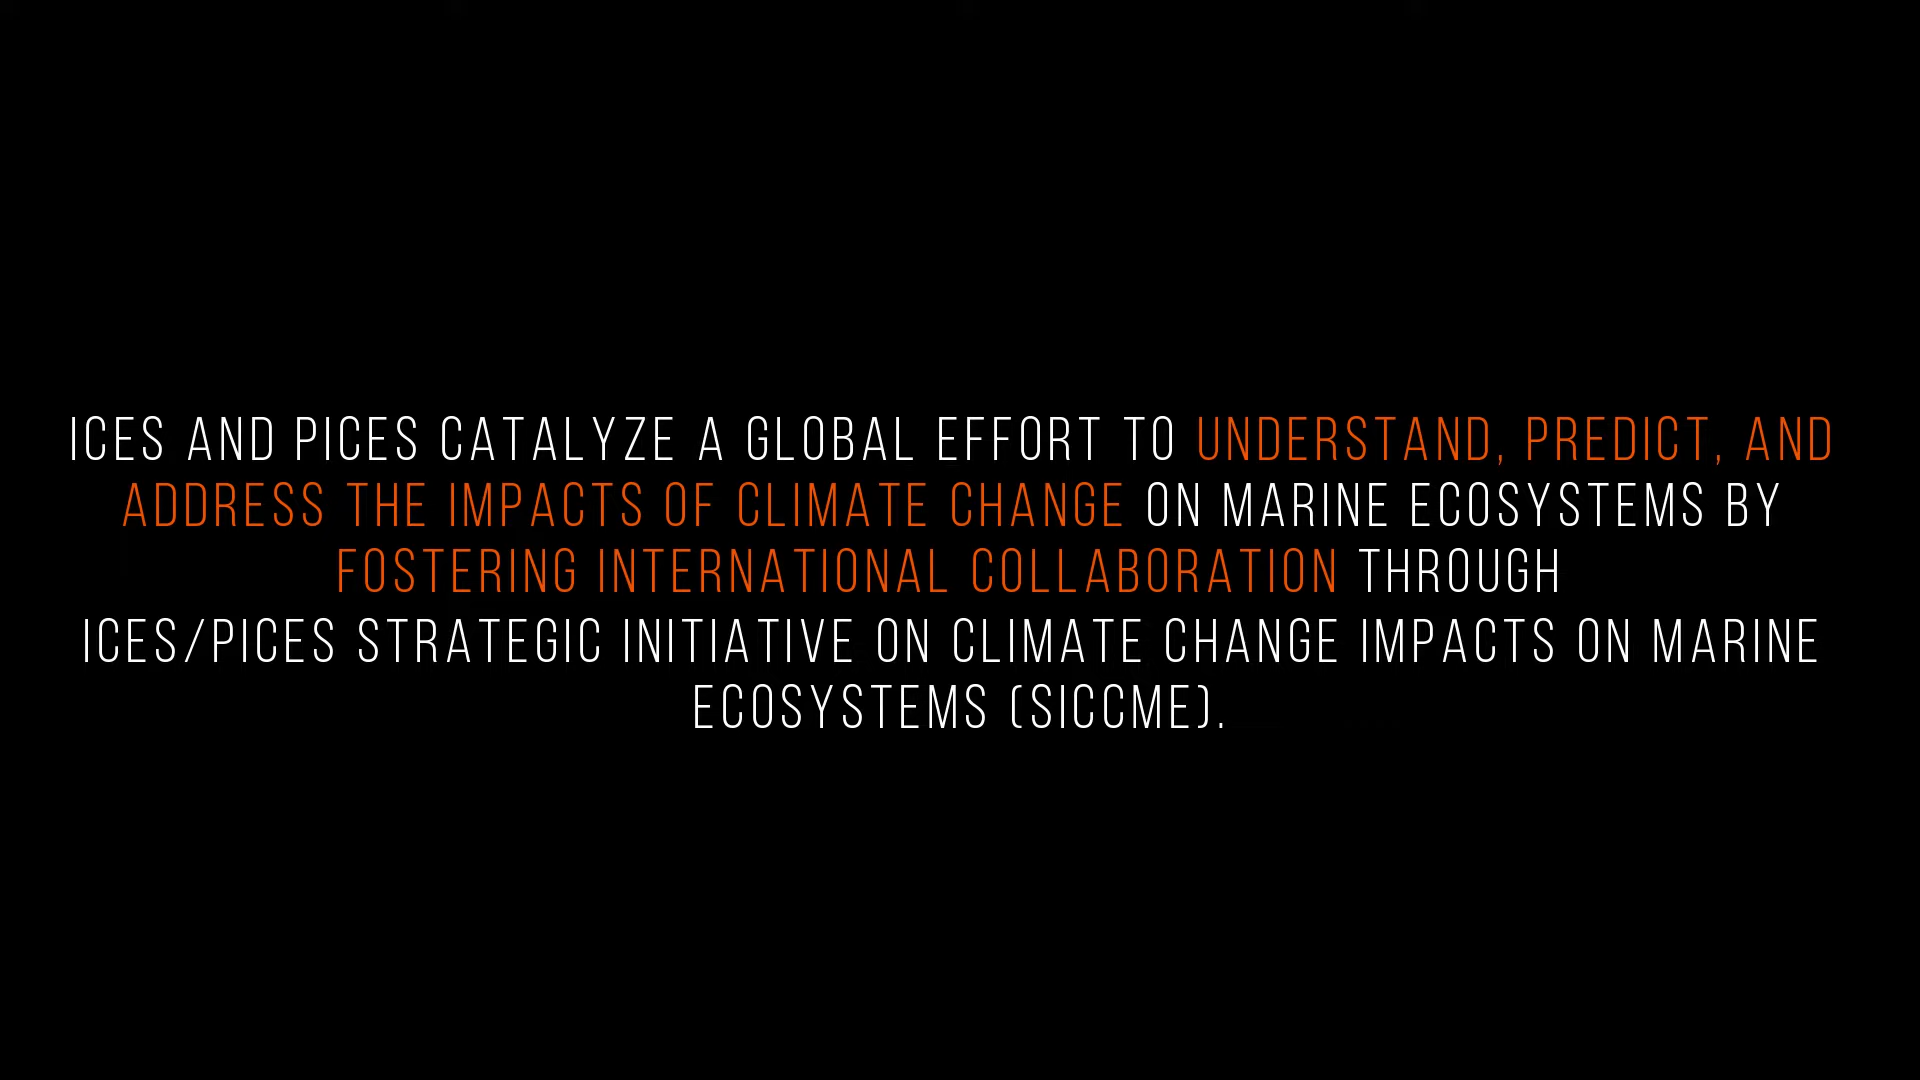 ICES AND PICES CATALYZE A GLOBAL EFFORT TO UNDERSTAND, PREDICT, AND
ADDRESS THE IMPACTS OF CLIMATE CHANGE ON MARINE ECOSYSTEMS BY
FOSTERING INTERNATIONAL COLLABORATION THROUGH
ICES/PICES STRATEGIC INITIATIVE ON CLIMATE CHANGE IMPACTS ON MARINE
ECOSYSTEMS (SICCME).